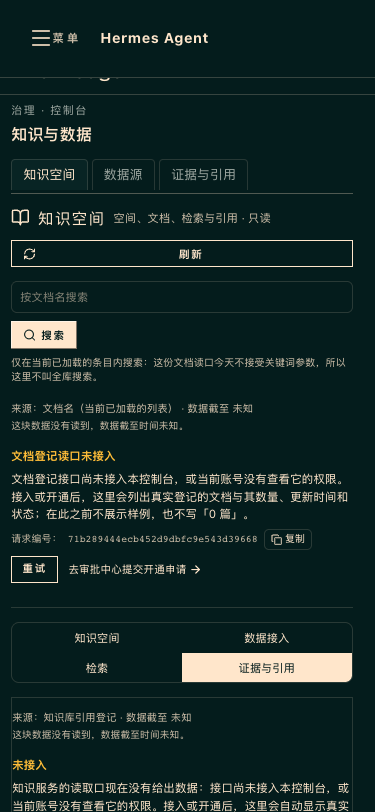 菜单
Hermes Agent
治理 · 控制台
知识与数据
知识空间
数据源
证据与引用
知识空间
空间、文档、检索与引用 · 只读
刷新
按文档名搜索
搜索
仅在当前已加载的条目内搜索：这份文档读口今天不接受关键词参数，所以
这里不叫全库搜索。
来源：文档名（当前已加载的列表） · 数据截至 未知
这块数据没有读到，数据截至时间未知。
文档登记读口未接入
文档登记接口尚未接入本控制台，或当前账号没有查看它的权限。
接入或开通后，这里会列出真实登记的文档与其数量、更新时间和
状态；在此之前不展示样例，也不写「0 篇」。
请求编号： 71b289444ecb452d9dbfc9e543d39668
复制
重试
去审批中心提交开通申请 →
知识空间
数据接入
检索
证据与引用
来源：知识库引用登记 · 数据截至 未知
这块数据没有读到，数据截至时间未知。
未接入
知识服务的读取口现在没有给出数据：接口尚未接入本控制台，或
当前账号没有查看它的权限。接入或开通后，这里会自动显示真实